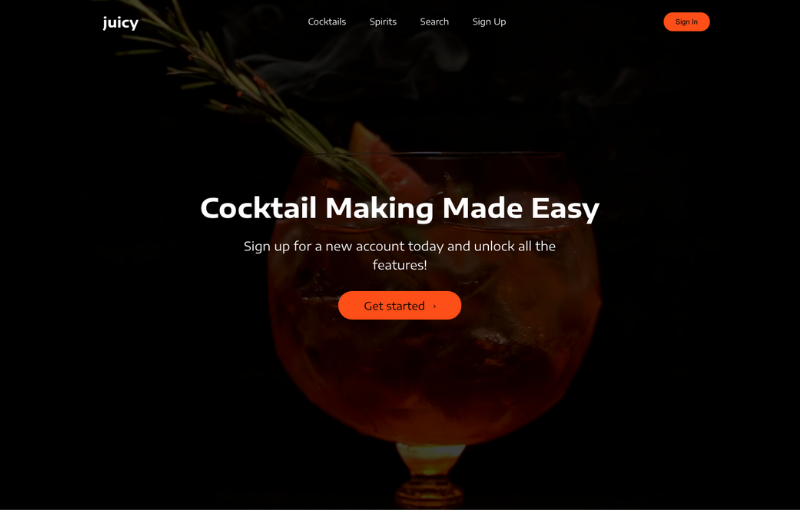 juicy
Cocktails
Spirits
Search
Sign Up
Sign In
Cocktail Making Made Easy
Sign up for a new account today and unlock all the
features!
Get started